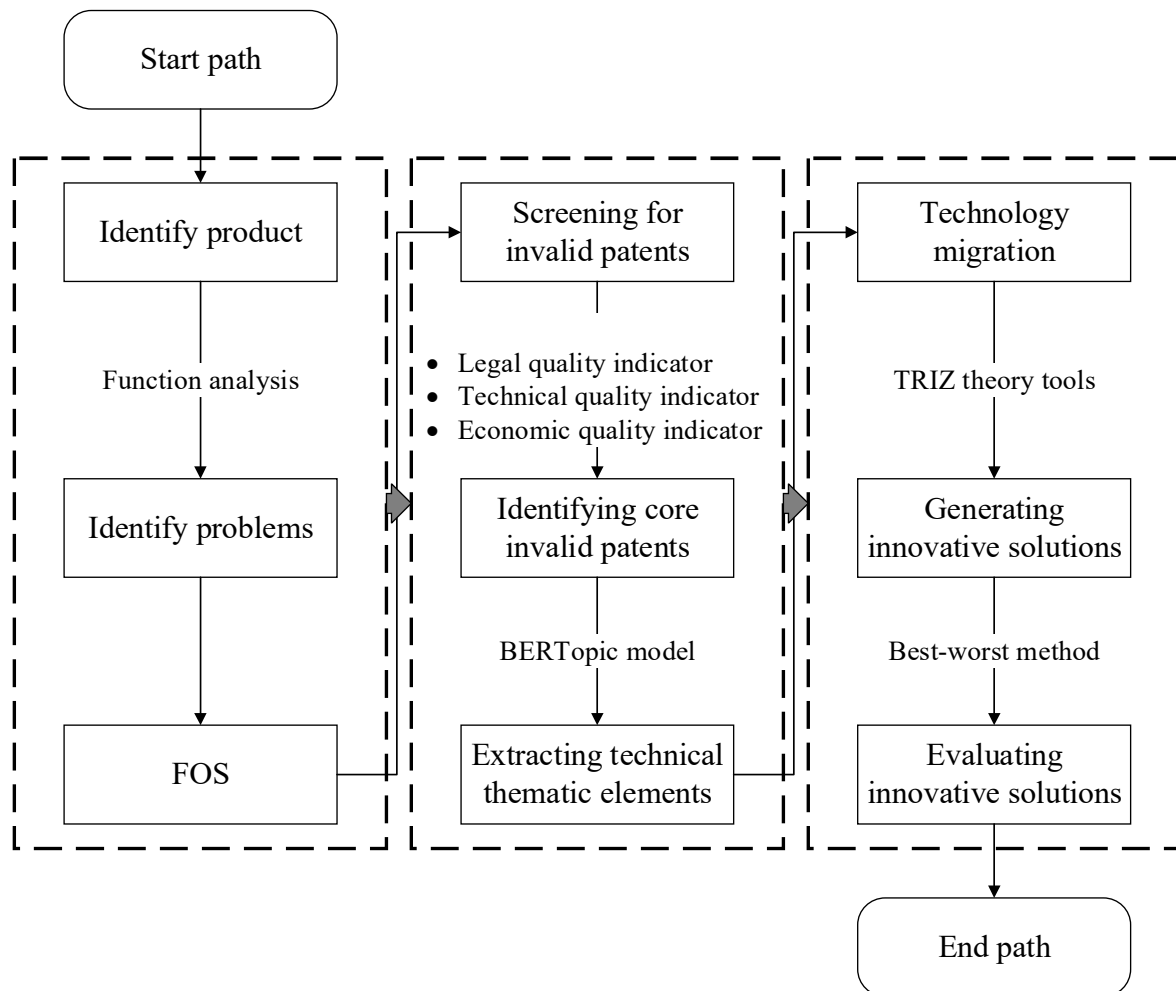 Start path
Identify product
Function analysis
Identify problems
FOS
Screening for
invalid patents
• Legal quality indicator
• Technical quality indicator
• Economic quality indicator
Identifying core
invalid patents
BERTopic model
Extracting technical
thematic elements
Technology
migration
TRIZ theory tools
Generating
innovative solutions
Best-worst method
Evaluating
innovative solutions
End path